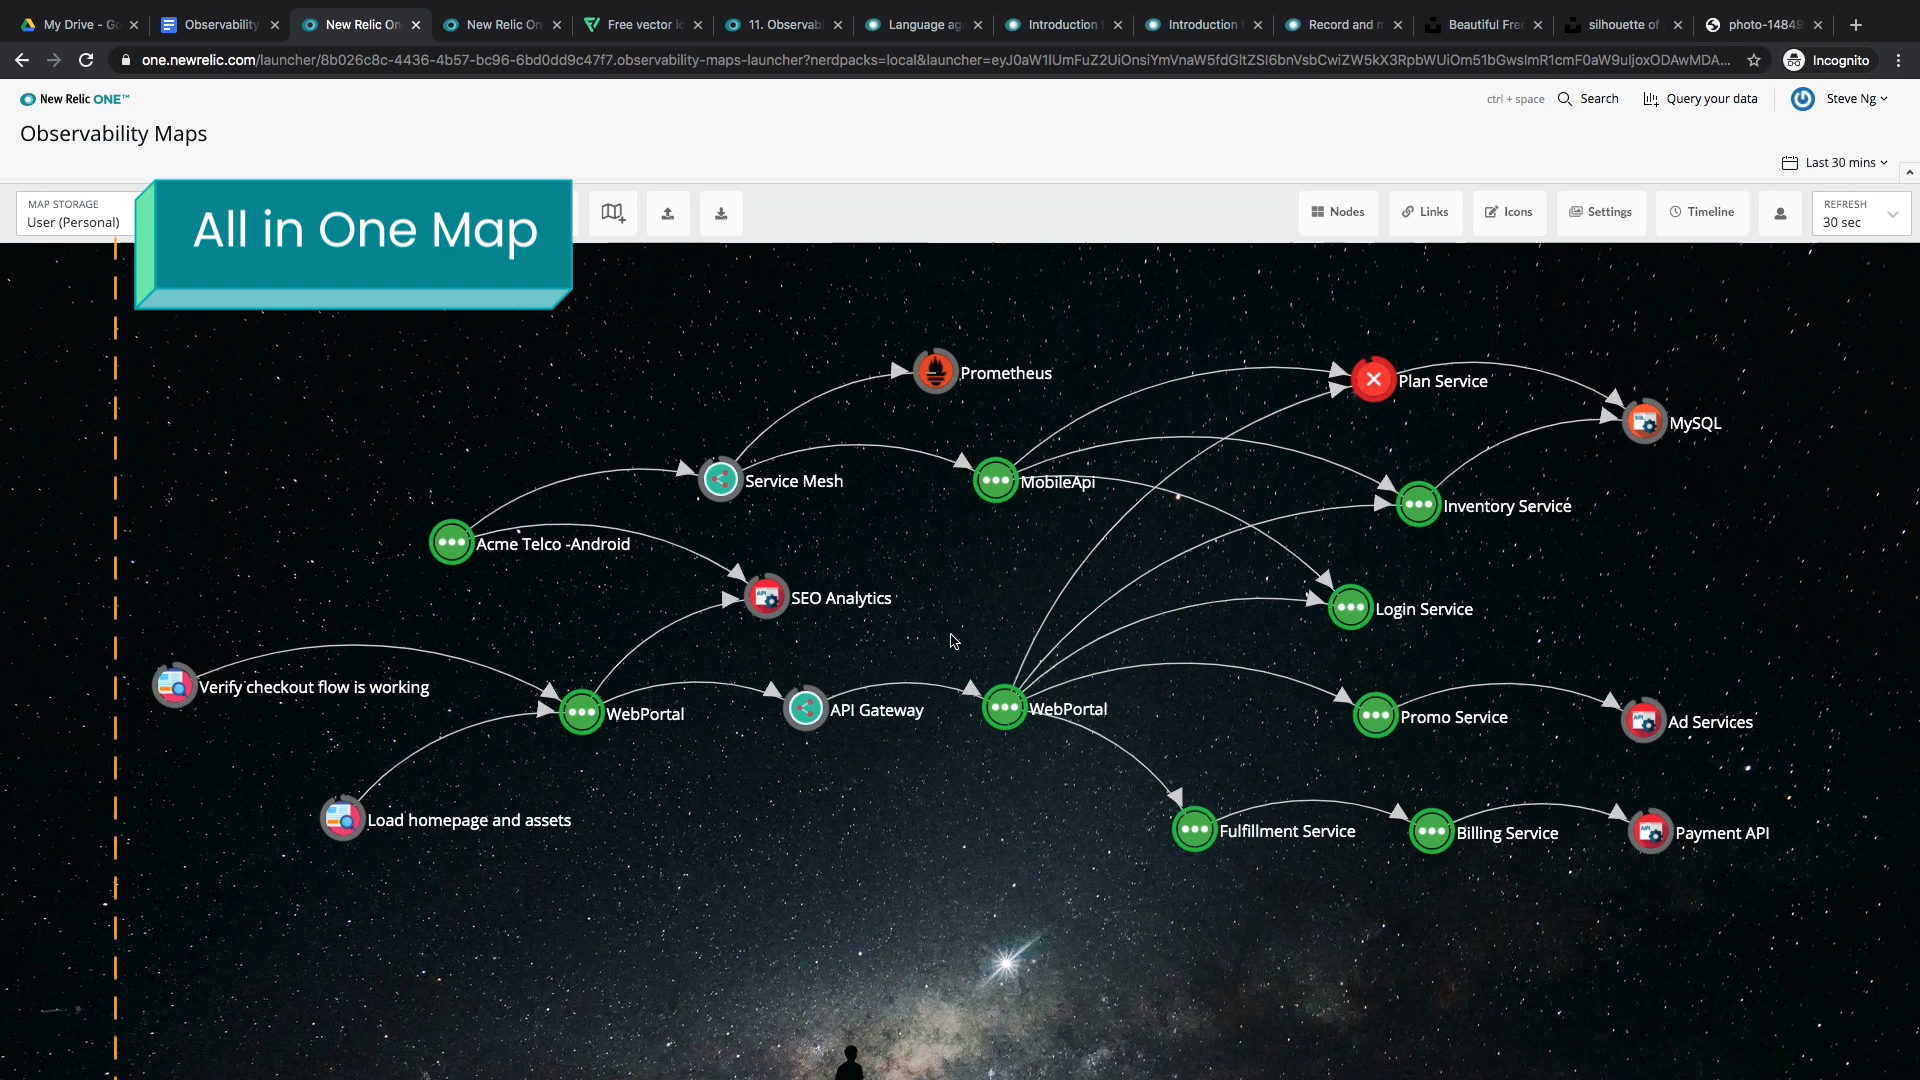 My Drive - Go
Observability
New Relic On
New Relic On
Free vector ic
11. Observab
Language ag
Introduction
Introduction
Record and
Beautiful Fre
silhouette of
photo-14849
one.newrelic.com/launcher/8b026c8c-4436-4b57-bc96-6bd0dd9c47f7.observability-maps-launcher?nerdpacks=local&launcher=
Incognito
New Relic ONE™
ctrl + space
Search
Query your data
Steve Ng
Observability Maps
Last 30 mins
MAP STORAGE
User (Personal)
All in One Map
Nodes
Links
Icons
Settings
Timeline
REFRESH
30 sec
Prometheus
Plan Service
MySQL
Service Mesh
MobileApi
Inventory Service
Acme Telco -Android
SEO Analytics
Login Service
Verify checkout flow is working
WebPortal
API Gateway
WebPortal
Promo Service
Ad Services
Load homepage and assets
Fulfillment Service
Billing Service
Payment API